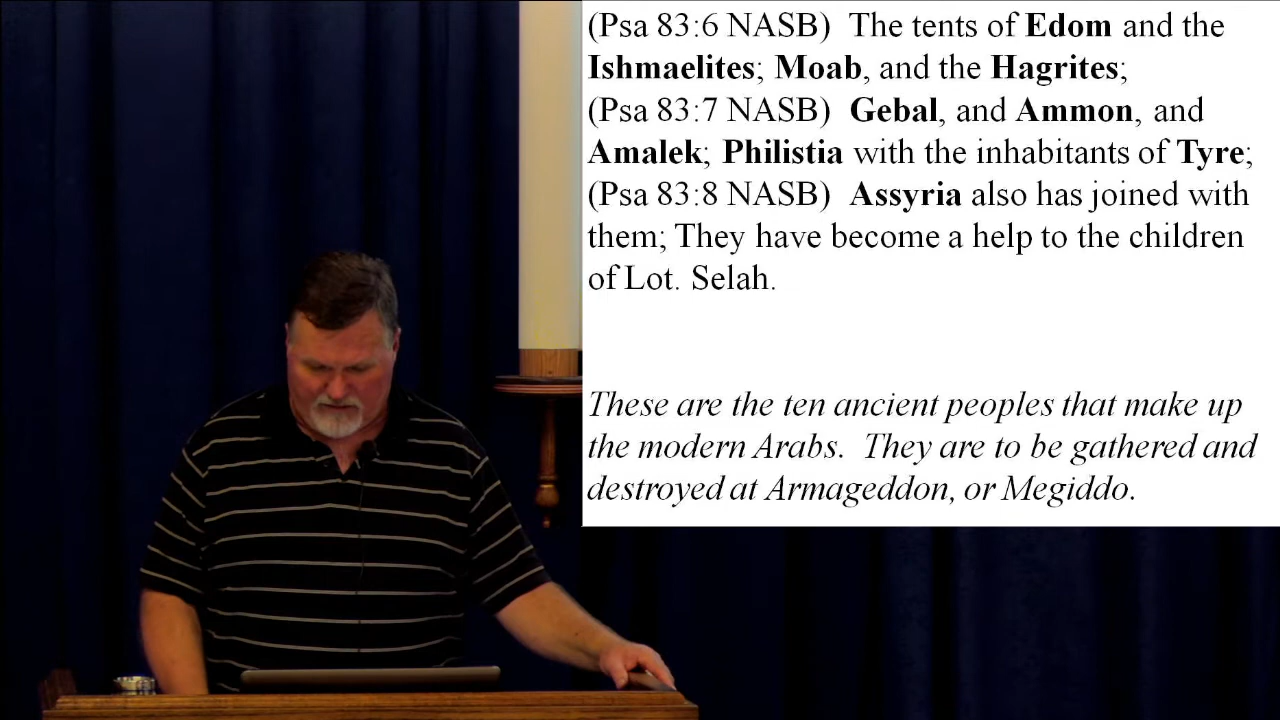 (Psa 83:6 NASB)  The tents of Edom and the
Ishmaelites; Moab, and the Hagrites;
(Psa 83:7 NASB)  Gebal, and Ammon, and
Amalek; Philistia with the inhabitants of Tyre;
(Psa 83:8 NASB)  Assyria also has joined with
them; They have become a help to the children
of Lot. Selah.
These are the ten ancient peoples that make up
the modern Arabs.  They are to be gathered and
destroyed at Armageddon, or Megiddo.